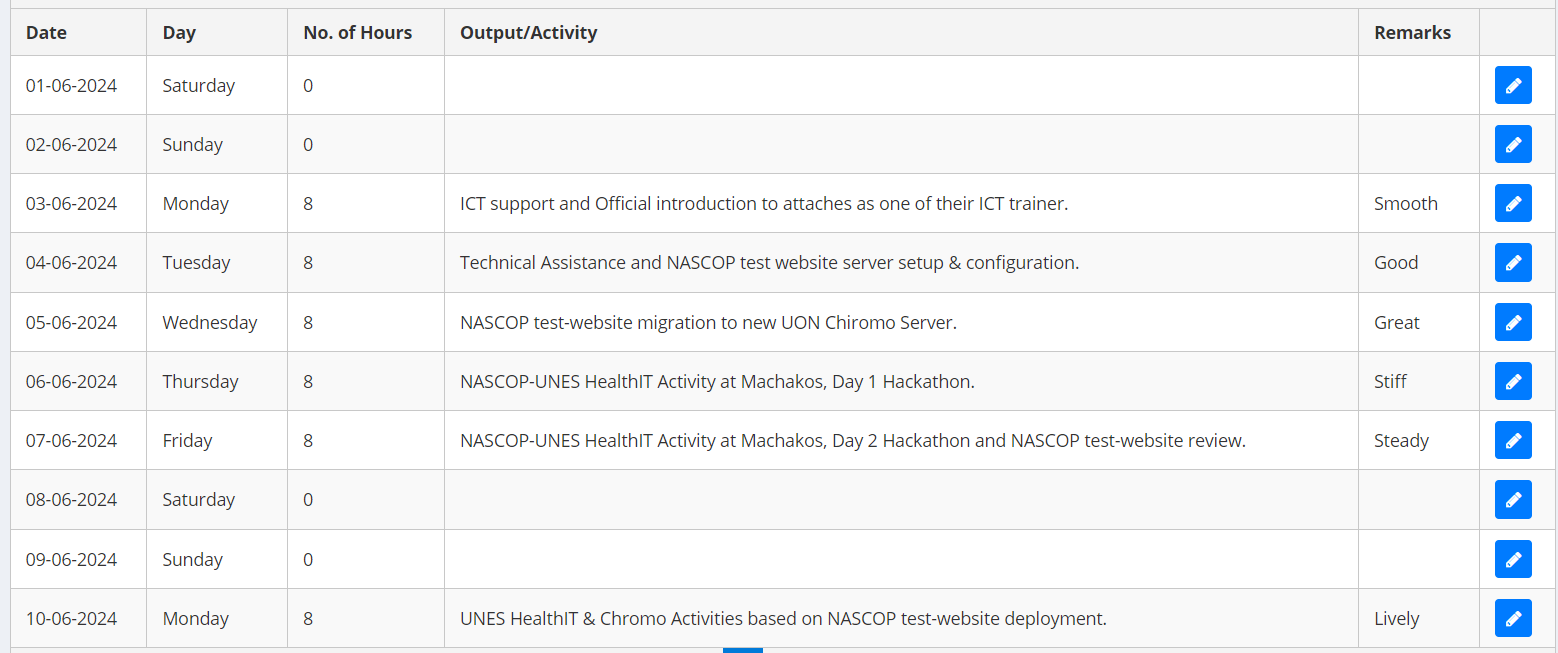 Date Day No. of Hours Output/Activity Remarks
01-06-2024 Saturday 0
02-06-2024 Sunday 0
03-06-2024 Monday 8 ICT support and Official introduction to attaches as one of their ICT trainer. Smooth
04-06-2024 Tuesday 8 Technical Assistance and NASCOP test website server setup & configuration. Good
05-06-2024 Wednesday 8 NASCOP test-website migration to new UON Chiromo Server. Great
06-06-2024 Thursday 8 NASCOP-UNES HealthIT Activity at Machakos, Day 1 Hackathon. Stiff
07-06-2024 Friday 8 NASCOP-UNES HealthIT Activity at Machakos, Day 2 Hackathon and NASCOP test-website review. Steady
08-06-2024 Saturday 0
09-06-2024 Sunday 0
10-06-2024 Monday 8 UNES HealthIT & Chromo Activities based on NASCOP test-website deployment. Lively